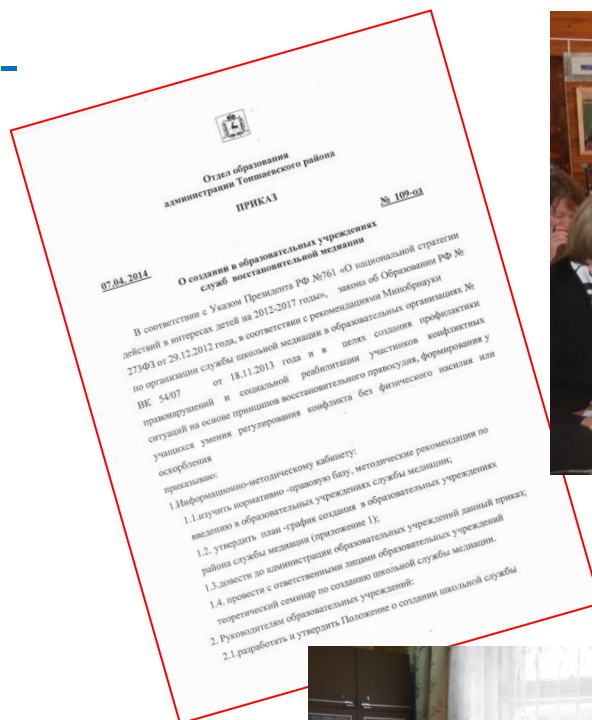 Отдел образования
администрации Тоншаевского района
ПРИКАЗ
07.04. 2014
№ 109-од
О создании в образовательных учреждениях
служб восстановительной медиации
В соответствии с Указом Президента РФ №761 «О национальной стратегии
действий в интересах детей на 2012-2017 годы», закона об Образовании РФ №
273ФЗ от 29.12.2012 года, в соответствии с рекомендациями Минобрнауки
по организации службы школьной медиации в образовательных организациях №
ВК 54/07 от 18.11.2013 года и в целях создания профилактики
правонарушений и социальной реабилитации участников конфликтных
ситуаций на основе принципов восстановительного правосудия, формирования у
учащихся умения регулирования конфликта без физического насилия или
оскорбления
приказываю:
1.Информационно-методическому кабинету:
1.1.изучить нормативно -правовую базу, методические рекомендации по
введению в образовательных учреждениях службы медиации;
1.2. утвердить план -график создания в образовательных учреждениях
района службы медиации (приложение 1);
1.3.довести до администрации образовательных учреждений данный приказ;
1.4. провести с ответственными лицами образовательных учреждений
теоретический семинар по созданию школьной службы медиации.
2. Руководителям образовательных учреждений:
2.1.разработать и утвердить Положение о создании школьной службы